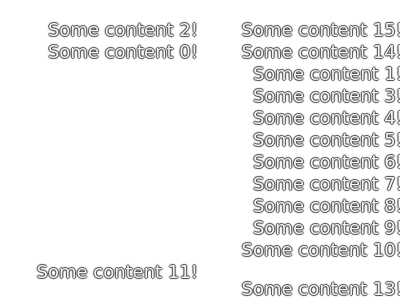 Some content 2!
Some content 0!
Some content 11!
Some content 15!
Some content 14!
Some content 1!
Some content 3!
Some content 4!
Some content 5!
Some content 6!
Some content 7!
Some content 8!
Some content 9!
Some content 10!
Some content 13!